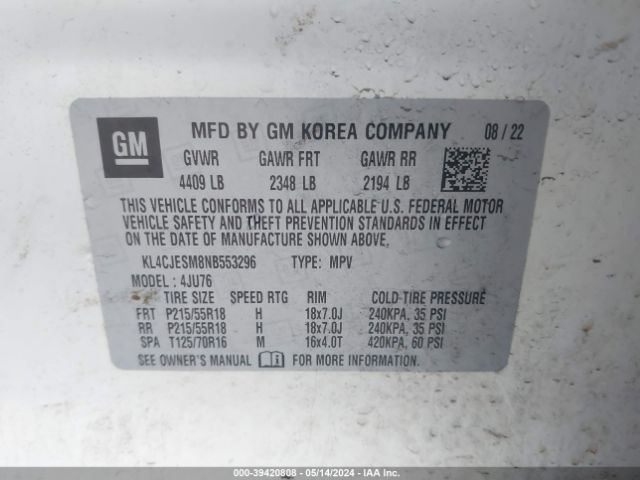 GM
MFD BY GM KOREA COMPANY 08 / 22
GVWR GAWR FRT GAWR RR
4409 LB 2348 LB 2194 LB
THIS VEHICLE CONFORMS TO ALL APPLICABLE U.S. FEDERAL MOTOR
VEHICLE SAFETY AND THEFT PREVENTION STANDARDS IN EFFECT
ON THE DATE OF MANUFACTURE SHOWN ABOVE.
KL4CJESM8NB553296 TYPE: MPV
MODEL : 4JU76
TIRE SIZE SPEED RTG RIM COLD TIRE PRESSURE
FRT P215/55R18 H 18x7.0J 240KPA, 35 PSI
RR P215/55R18 H 18x7.0J 240KPA, 35 PSI
SPA T125/70R16 M 16x4.0T 420KPA, 60 PSI
SEE OWNER'S MANUAL FOR MORE INFORMATION.
000-39420808 - 05/14/2024 - IAA Inc.